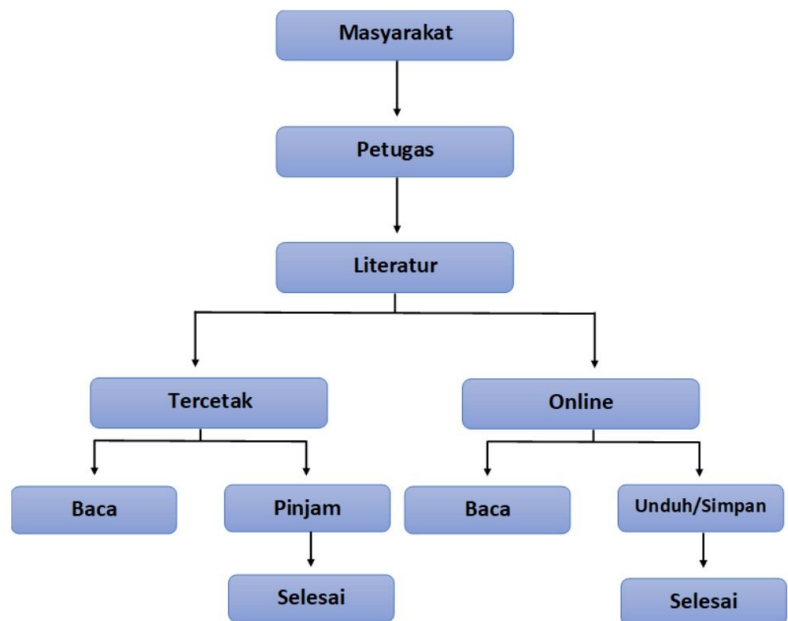 Masyarakat
Petugas
Literatur
Tercetak
Online
Baca
Pinjam
Baca
Unduh/Simpan
Selesai
Selesai